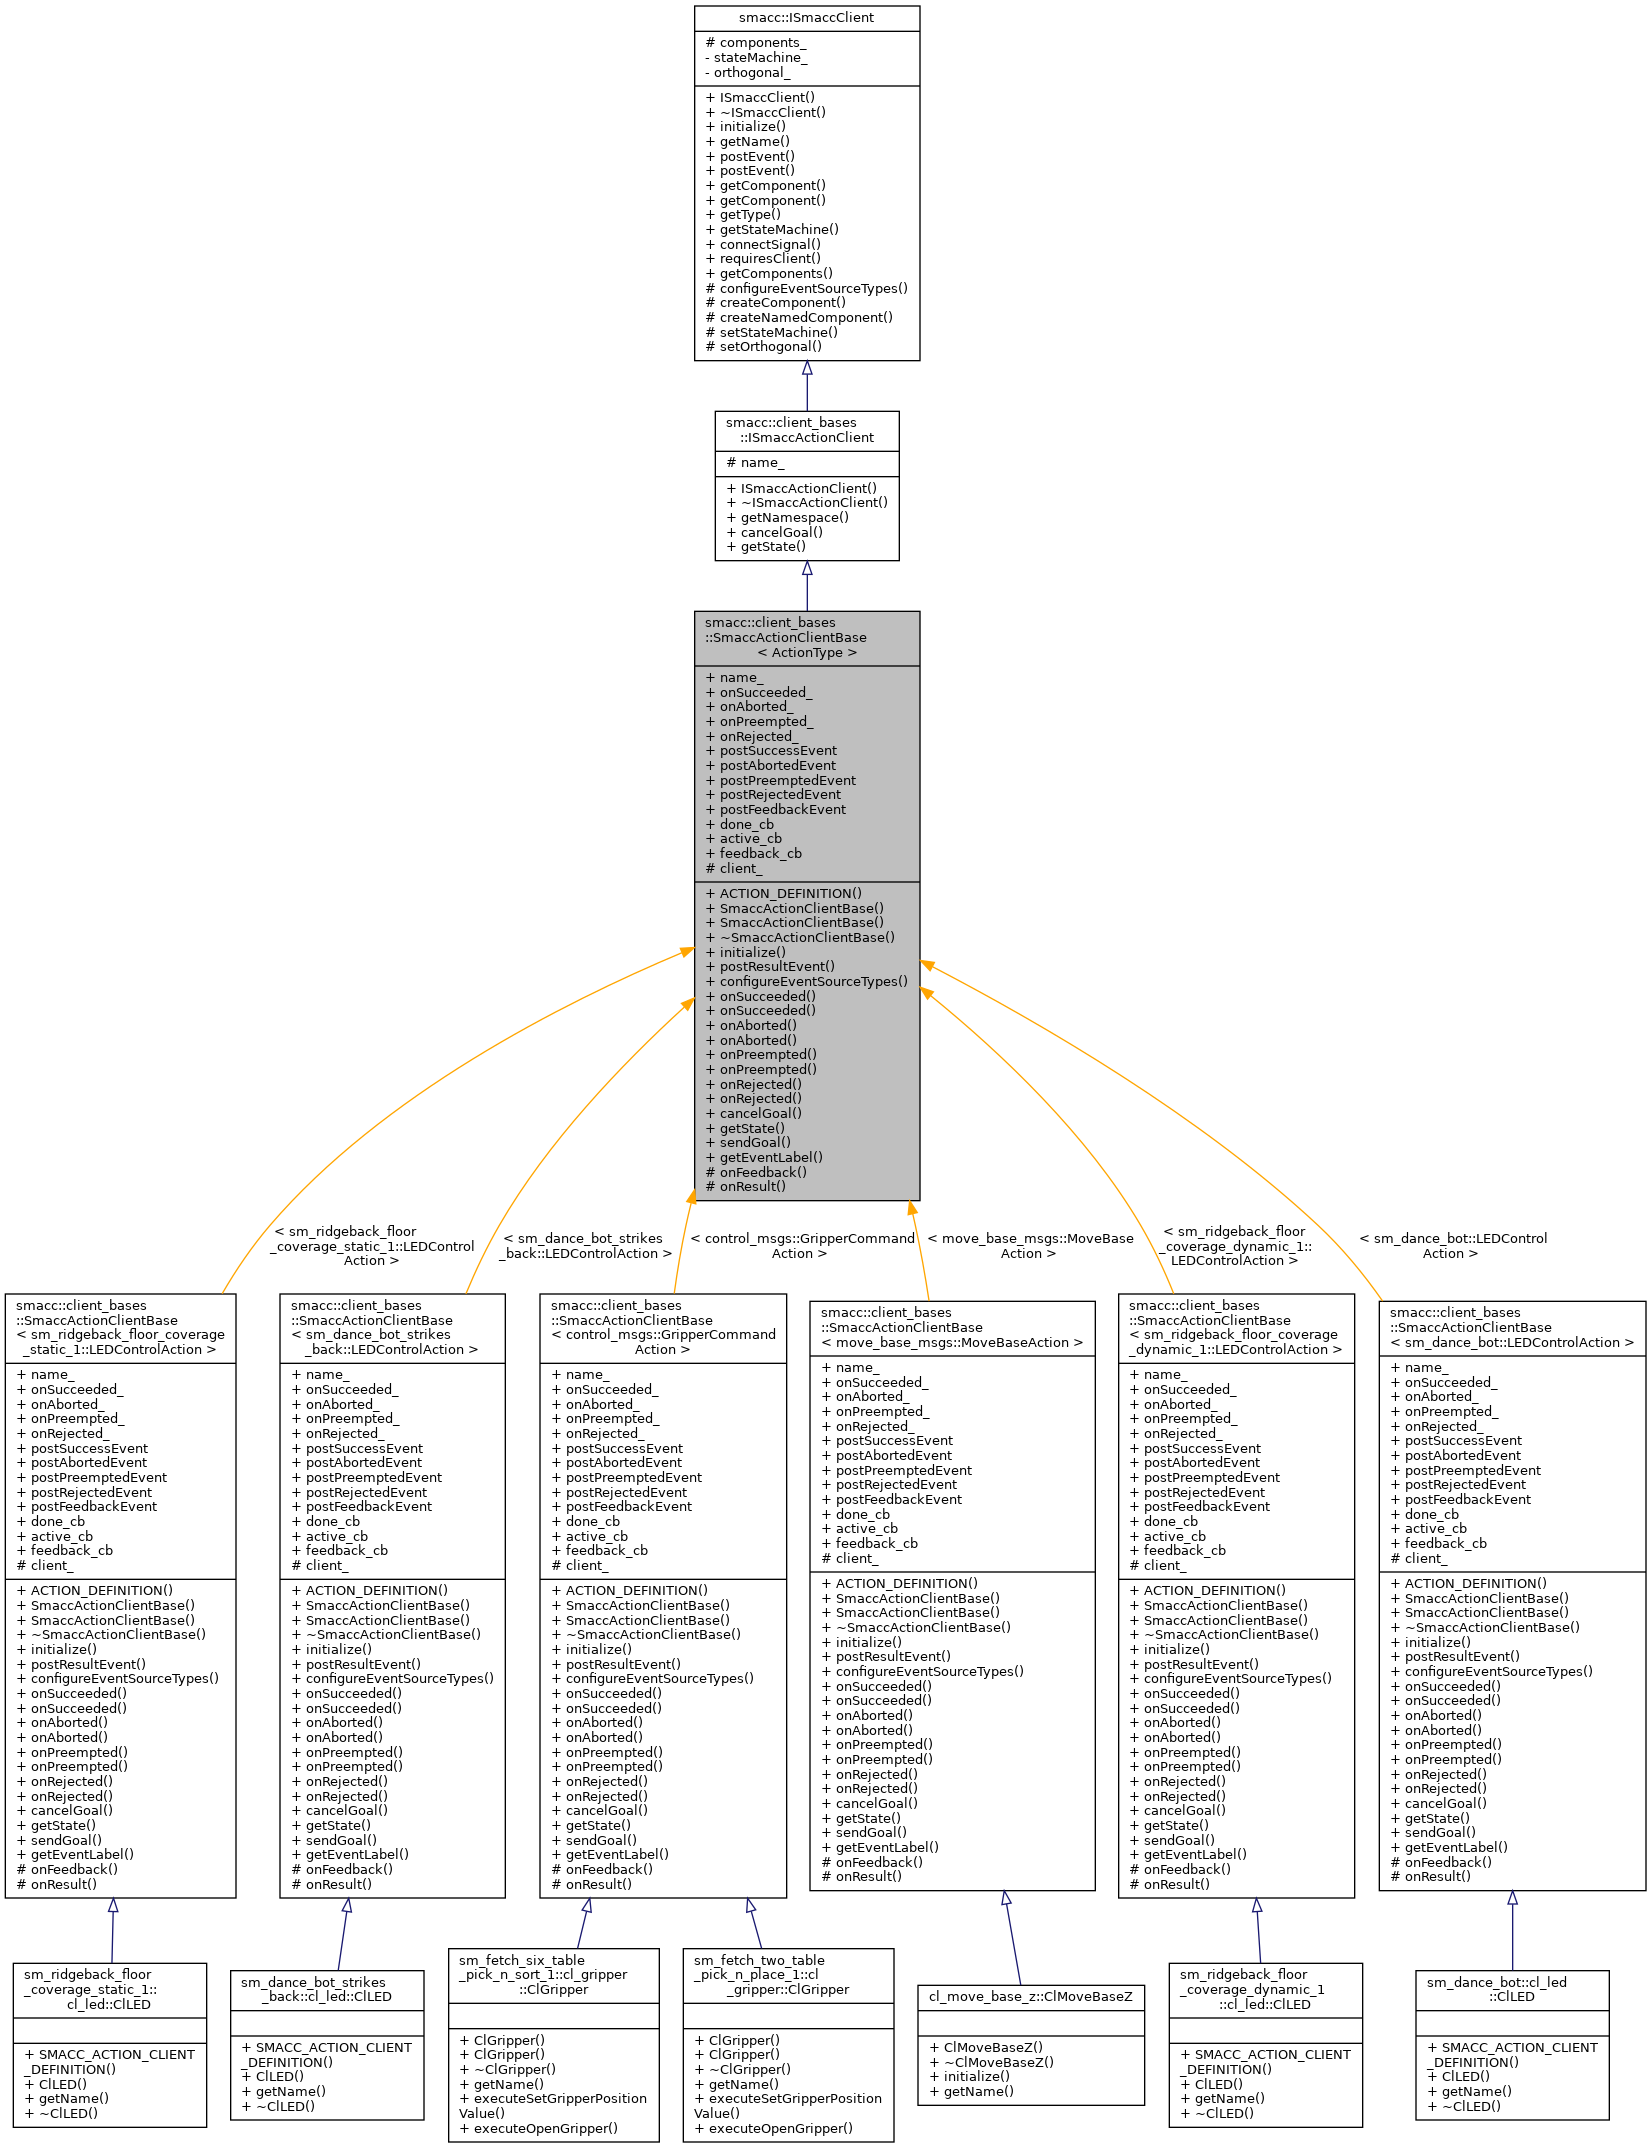 smacc::ISmaccClient
# components_
- stateMachine_
- orthogonal_
+ ISmaccClient()
+ ~ISmaccClient()
+ initialize()
+ getName()
+ postEvent()
+ postEvent()
+ getComponent()
+ getComponent()
+ getType()
+ getStateMachine()
+ connectSignal()
+ requiresClient()
+ getComponents()
# configureEventSourceTypes()
# createComponent()
# createNamedComponent()
# setStateMachine()
# setOrthogonal()
smacc::client_bases
::ISmaccActionClient
# name_
+ ISmaccActionClient()
+ ~ISmaccActionClient()
+ getNamespace()
+ cancelGoal()
+ getState()
smacc::client_bases
::SmaccActionClientBase
< ActionType >
+ name_
+ onSucceeded_
+ onAborted_
+ onPreempted_
+ onRejected_
+ postSuccessEvent
+ postAbortedEvent
+ postPreemptedEvent
+ postRejectedEvent
+ postFeedbackEvent
+ done_cb
+ active_cb
+ feedback_cb
# client_
+ ACTION_DEFINITION()
+ SmaccActionClientBase()
+ SmaccActionClientBase()
+ ~SmaccActionClientBase()
+ initialize()
+ postResultEvent()
+ configureEventSourceTypes()
+ onSucceeded()
+ onSucceeded()
+ onAborted()
+ onAborted()
+ onPreempted()
+ onPreempted()
+ onRejected()
+ onRejected()
+ cancelGoal()
+ getState()
+ sendGoal()
+ getEventLabel()
# onFeedback()
# onResult()
< sm_ridgeback_floor
_coverage_static_1::LEDControl
Action >
< sm_dance_bot_strikes
_back::LEDControlAction >
< control_msgs::GripperCommand
Action >
< move_base_msgs::MoveBase
Action >
< sm_ridgeback_floor
_coverage_dynamic_1::
LEDControlAction >
< sm_dance_bot::LEDControl
Action >
smacc::client_bases
::SmaccActionClientBase
< sm_ridgeback_floor_coverage
_static_1::LEDControlAction >
+ name_
+ onSucceeded_
+ onAborted_
+ onPreempted_
+ onRejected_
+ postSuccessEvent
+ postAbortedEvent
+ postPreemptedEvent
+ postRejectedEvent
+ postFeedbackEvent
+ done_cb
+ active_cb
+ feedback_cb
# client_
+ ACTION_DEFINITION()
+ SmaccActionClientBase()
+ SmaccActionClientBase()
+ ~SmaccActionClientBase()
+ initialize()
+ postResultEvent()
+ configureEventSourceTypes()
+ onSucceeded()
+ onSucceeded()
+ onAborted()
+ onAborted()
+ onPreempted()
+ onPreempted()
+ onRejected()
+ onRejected()
+ cancelGoal()
+ getState()
+ sendGoal()
+ getEventLabel()
# onFeedback()
# onResult()
smacc::client_bases
::SmaccActionClientBase
< sm_dance_bot_strikes
_back::LEDControlAction >
+ name_
+ onSucceeded_
+ onAborted_
+ onPreempted_
+ onRejected_
+ postSuccessEvent
+ postAbortedEvent
+ postPreemptedEvent
+ postRejectedEvent
+ postFeedbackEvent
+ done_cb
+ active_cb
+ feedback_cb
# client_
+ ACTION_DEFINITION()
+ SmaccActionClientBase()
+ SmaccActionClientBase()
+ ~SmaccActionClientBase()
+ initialize()
+ postResultEvent()
+ configureEventSourceTypes()
+ onSucceeded()
+ onSucceeded()
+ onAborted()
+ onAborted()
+ onPreempted()
+ onPreempted()
+ onRejected()
+ onRejected()
+ cancelGoal()
+ getState()
+ sendGoal()
+ getEventLabel()
# onFeedback()
# onResult()
smacc::client_bases
::SmaccActionClientBase
< control_msgs::GripperCommand
Action >
+ name_
+ onSucceeded_
+ onAborted_
+ onPreempted_
+ onRejected_
+ postSuccessEvent
+ postAbortedEvent
+ postPreemptedEvent
+ postRejectedEvent
+ postFeedbackEvent
+ done_cb
+ active_cb
+ feedback_cb
# client_
+ ACTION_DEFINITION()
+ SmaccActionClientBase()
+ SmaccActionClientBase()
+ ~SmaccActionClientBase()
+ initialize()
+ postResultEvent()
+ configureEventSourceTypes()
+ onSucceeded()
+ onSucceeded()
+ onAborted()
+ onAborted()
+ onPreempted()
+ onPreempted()
+ onRejected()
+ onRejected()
+ cancelGoal()
+ getState()
+ sendGoal()
+ getEventLabel()
# onFeedback()
# onResult()
smacc::client_bases
::SmaccActionClientBase
< move_base_msgs::MoveBaseAction >
+ name_
+ onSucceeded_
+ onAborted_
+ onPreempted_
+ onRejected_
+ postSuccessEvent
+ postAbortedEvent
+ postPreemptedEvent
+ postRejectedEvent
+ postFeedbackEvent
+ done_cb
+ active_cb
+ feedback_cb
# client_
+ ACTION_DEFINITION()
+ SmaccActionClientBase()
+ SmaccActionClientBase()
+ ~SmaccActionClientBase()
+ initialize()
+ postResultEvent()
+ configureEventSourceTypes()
+ onSucceeded()
+ onSucceeded()
+ onAborted()
+ onAborted()
+ onPreempted()
+ onPreempted()
+ onRejected()
+ onRejected()
+ cancelGoal()
+ getState()
+ sendGoal()
+ getEventLabel()
# onFeedback()
# onResult()
smacc::client_bases
::SmaccActionClientBase
< sm_ridgeback_floor_coverage
_dynamic_1::LEDControlAction >
+ name_
+ onSucceeded_
+ onAborted_
+ onPreempted_
+ onRejected_
+ postSuccessEvent
+ postAbortedEvent
+ postPreemptedEvent
+ postRejectedEvent
+ postFeedbackEvent
+ done_cb
+ active_cb
+ feedback_cb
# client_
+ ACTION_DEFINITION()
+ SmaccActionClientBase()
+ SmaccActionClientBase()
+ ~SmaccActionClientBase()
+ initialize()
+ postResultEvent()
+ configureEventSourceTypes()
+ onSucceeded()
+ onSucceeded()
+ onAborted()
+ onAborted()
+ onPreempted()
+ onPreempted()
+ onRejected()
+ onRejected()
+ cancelGoal()
+ getState()
+ sendGoal()
+ getEventLabel()
# onFeedback()
# onResult()
smacc::client_bases
::SmaccActionClientBase
< sm_dance_bot::LEDControlAction >
+ name_
+ onSucceeded_
+ onAborted_
+ onPreempted_
+ onRejected_
+ postSuccessEvent
+ postAbortedEvent
+ postPreemptedEvent
+ postRejectedEvent
+ postFeedbackEvent
+ done_cb
+ active_cb
+ feedback_cb
# client_
+ ACTION_DEFINITION()
+ SmaccActionClientBase()
+ SmaccActionClientBase()
+ ~SmaccActionClientBase()
+ initialize()
+ postResultEvent()
+ configureEventSourceTypes()
+ onSucceeded()
+ onSucceeded()
+ onAborted()
+ onAborted()
+ onPreempted()
+ onPreempted()
+ onRejected()
+ onRejected()
+ cancelGoal()
+ getState()
+ sendGoal()
+ getEventLabel()
# onFeedback()
# onResult()
sm_ridgeback_floor
_coverage_static_1::
cl_led::ClLED
+ SMACC_ACTION_CLIENT
_DEFINITION()
+ ClLED()
+ getName()
+ ~ClLED()
sm_dance_bot_strikes
_back::cl_led::ClLED
+ SMACC_ACTION_CLIENT
_DEFINITION()
+ ClLED()
+ getName()
+ ~ClLED()
sm_fetch_six_table
_pick_n_sort_1::cl_gripper
::ClGripper
+ ClGripper()
+ ClGripper()
+ ~ClGripper()
+ getName()
+ executeSetGripperPosition
Value()
+ executeOpenGripper()
sm_fetch_two_table
_pick_n_place_1::cl
_gripper::ClGripper
+ ClGripper()
+ ClGripper()
+ ~ClGripper()
+ getName()
+ executeSetGripperPosition
Value()
+ executeOpenGripper()
cl_move_base_z::ClMoveBaseZ
+ ClMoveBaseZ()
+ ~ClMoveBaseZ()
+ initialize()
+ getName()
sm_ridgeback_floor
_coverage_dynamic_1
::cl_led::ClLED
+ SMACC_ACTION_CLIENT
_DEFINITION()
+ ClLED()
+ getName()
+ ~ClLED()
sm_dance_bot::cl_led
::ClLED
+ SMACC_ACTION_CLIENT
_DEFINITION()
+ ClLED()
+ getName()
+ ~ClLED()